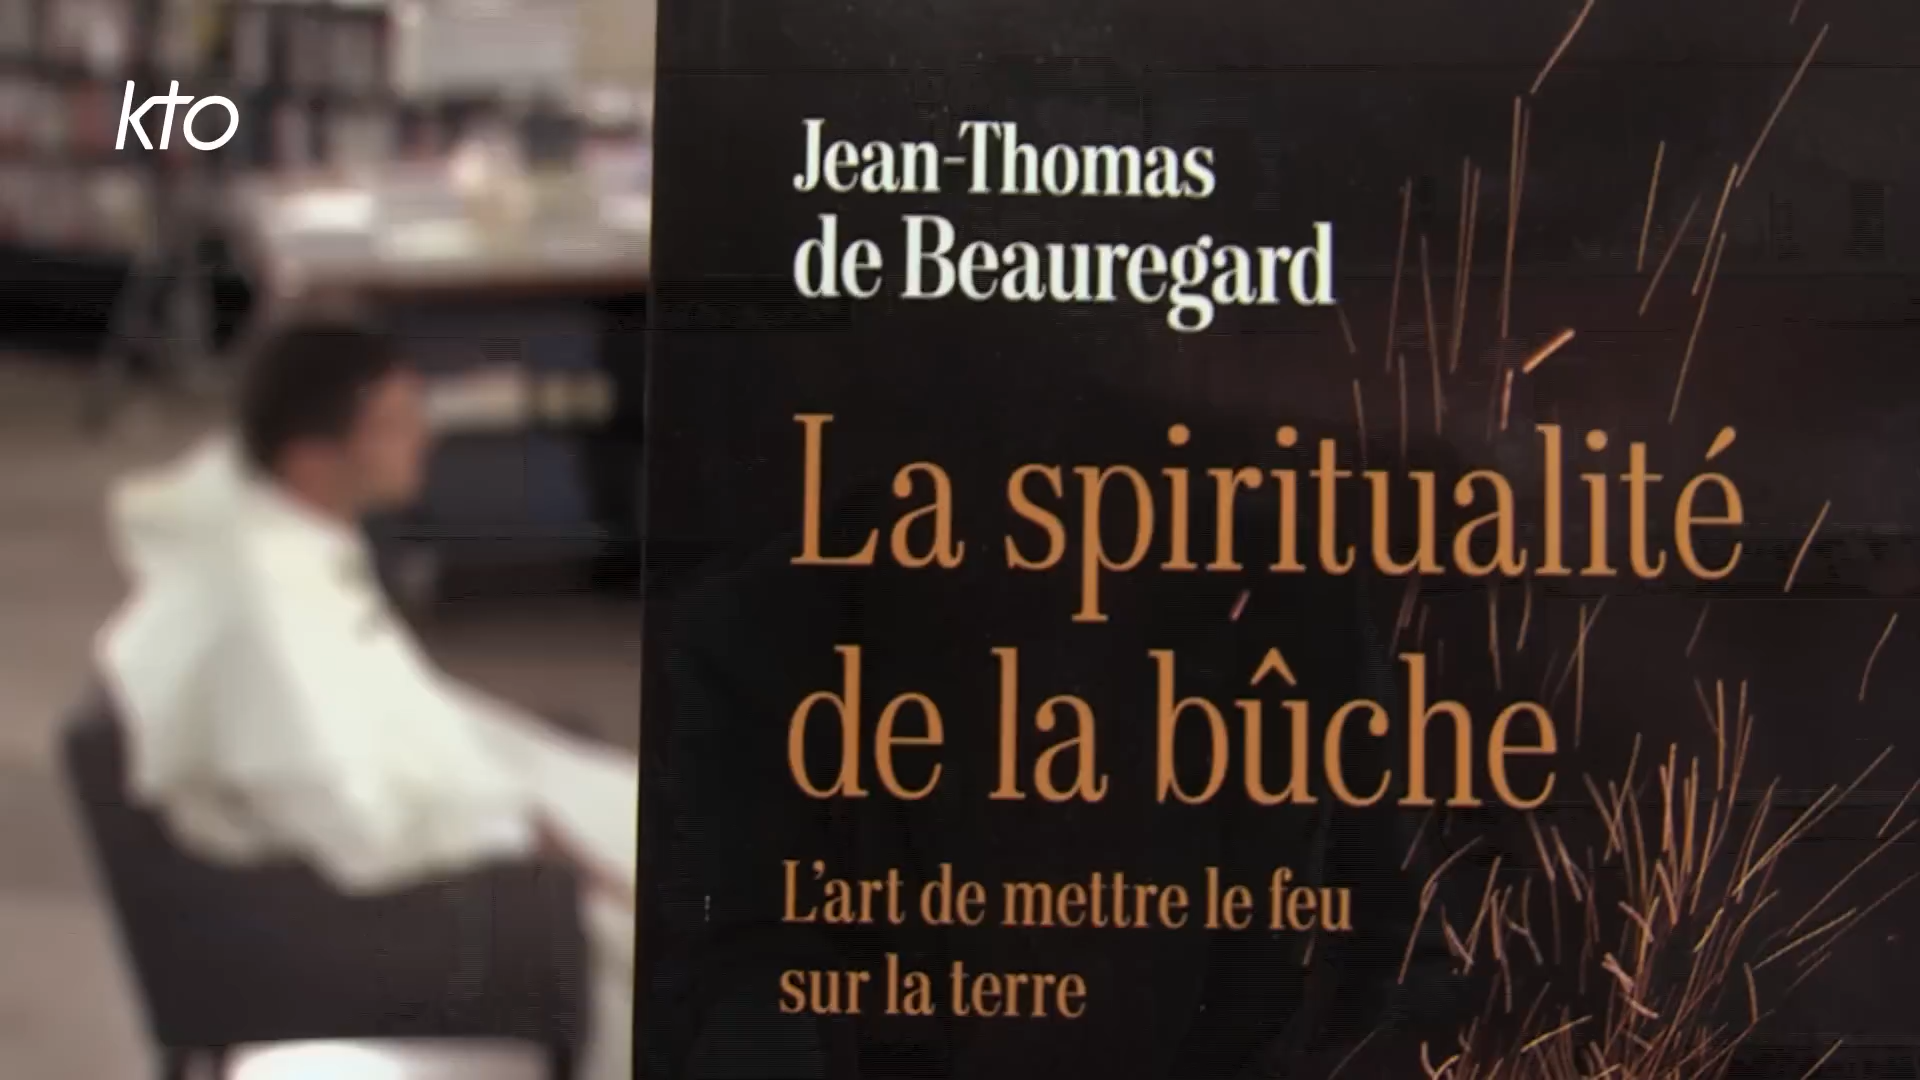 kto
Jean-Thomas
de Beauregard
La spiritualité
de la bûche
L'art de mettre le feu
sur la terre